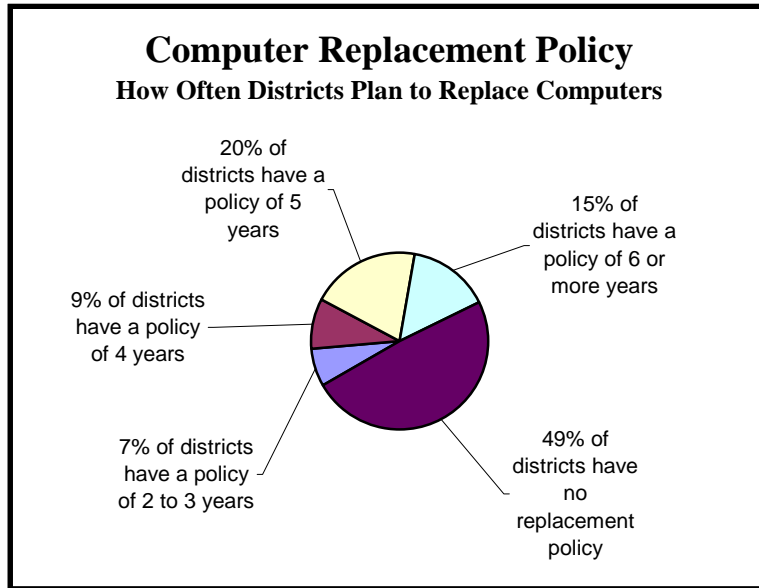 Computer Replacement Policy
How Often Districts Plan to Replace Computers
20% of
districts have a
policy of 5
years
15% of
districts have a
policy of 6 or
more years
9% of districts
have a policy
of 4 years
7% of districts
have a policy
of 2 to 3 years
49% of
districts have
no
replacement
policy